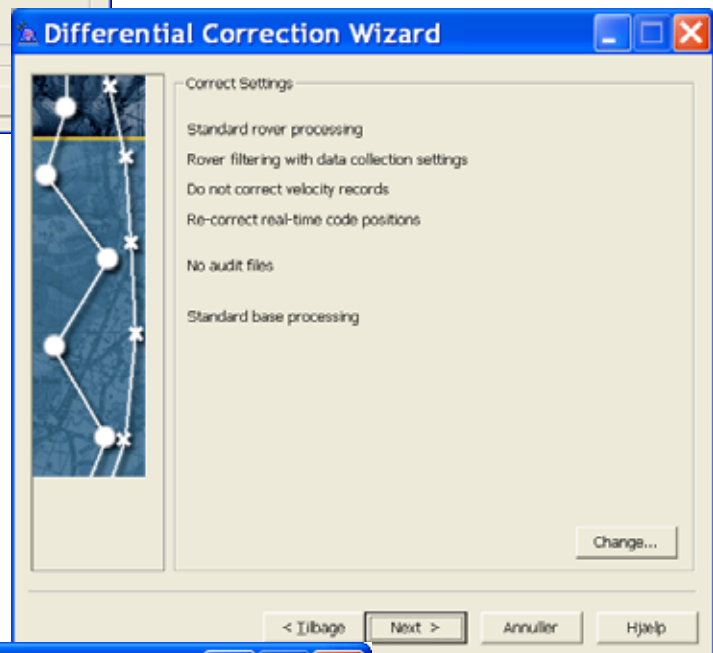 Differential Correction Wizard
Correct Settings
Standard rover processing
Rover filtering with data collection settings
Do not correct velocity records
Re-correct real-time code positions
No audit files
Standard base processing
Change...
< Tilbage Next > Annuller Hjælp